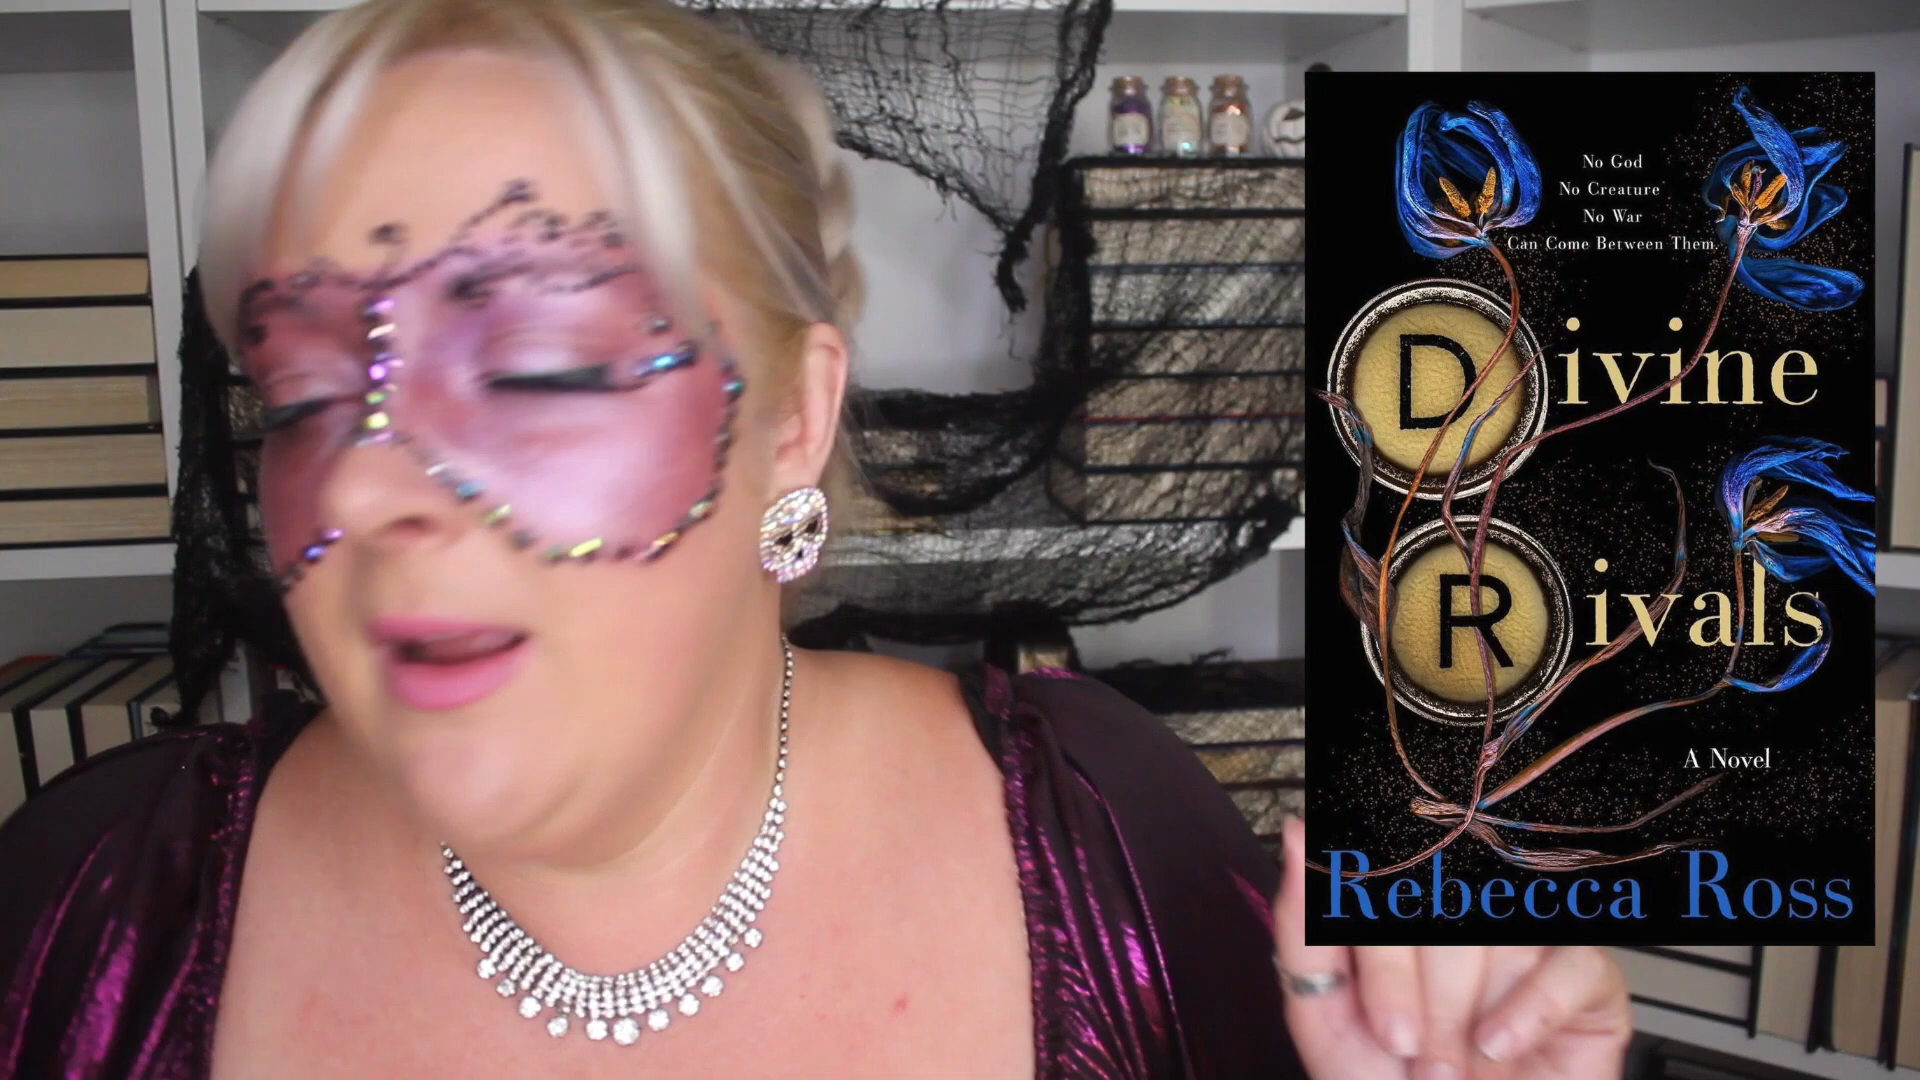 No God
No Creature
No War
Can Come Between Them.
Divine
Rivals
A Novel
Rebecca Ross